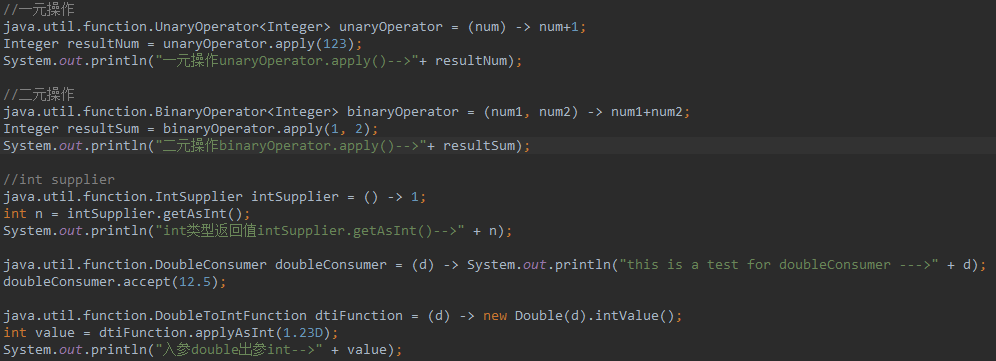 //一元操作
java.util.function.UnaryOperator<Integer> unaryOperator = (num) -> num+1;
Integer resultNum = unaryOperator.apply(123);
System.out.println("一元操作unaryOperator.apply()-->"+ resultNum);
//二元操作
java.util.function.BinaryOperator<Integer> binaryOperator = (num1, num2) -> num1+num2;
Integer resultSum = binaryOperator.apply(1, 2);
System.out.println("二元操作binaryOperator.apply()-->"+ resultSum);
//int supplier
java.util.function.IntSupplier intSupplier = () -> 1;
int n = intSupplier.getAsInt();
System.out.println("int类型返回值intSupplier.getAsInt()-->" + n);
java.util.function.DoubleConsumer doubleConsumer = (d) -> System.out.println("this is a test for doubleConsumer --->" + d);
doubleConsumer.accept(12.5);
java.util.function.DoubleToIntFunction dtiFunction = (d) -> new Double(d).intValue();
int value = dtiFunction.applyAsInt(1.23D);
System.out.println("入参double出参int-->" + value);